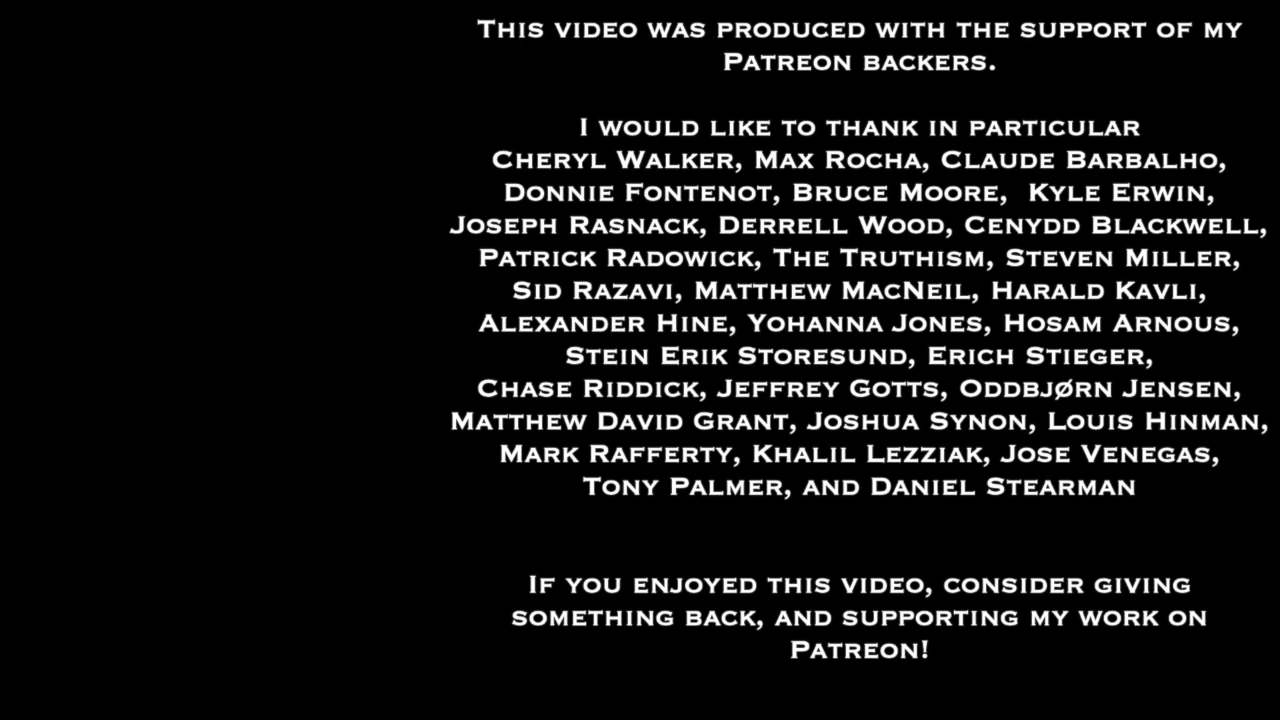 This video was produced with the support of my
Patreon backers.
I would like to thank in particular
Cheryl Walker, Max Rocha, Claude Barbalho,
Donnie Fontenot, Bruce Moore,  Kyle Erwin,
Joseph Rasnack, Derrell Wood, Cenydd Blackwell,
Patrick Radowick, The Truthism, Steven Miller,
Sid Razavi, Matthew MacNeil, Harald Kavli,
Alexander Hine, Yohanna Jones, Hosam Arnous,
Stein Erik Storesund, Erich Stieger,
Chase Riddick, Jeffrey Gotts, Oddbjørn Jensen,
Matthew David Grant, Joshua Synon, Louis Hinman,
Mark Rafferty, Khalil Lezziak, Jose Venegas,
Tony Palmer, and Daniel Stearman
If you enjoyed this video, consider giving
something back, and supporting my work on
Patreon!